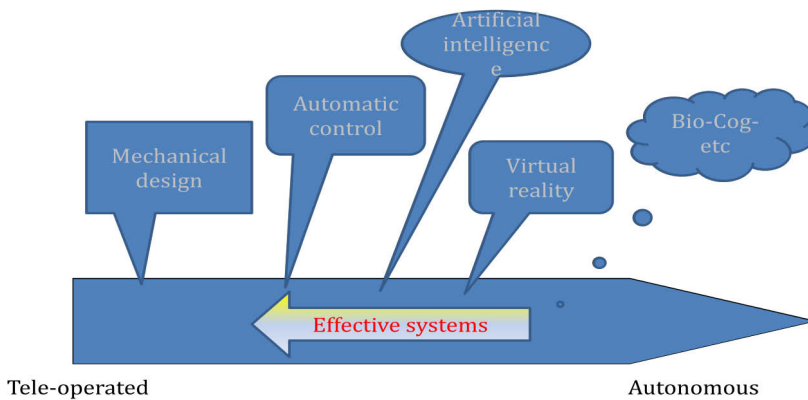 Artificial
intelligenc
e
Automatic
control
Bio-Cog-
etc
Mechanical
design
Virtual
reality
Effective systems
Tele-operated
Autonomous